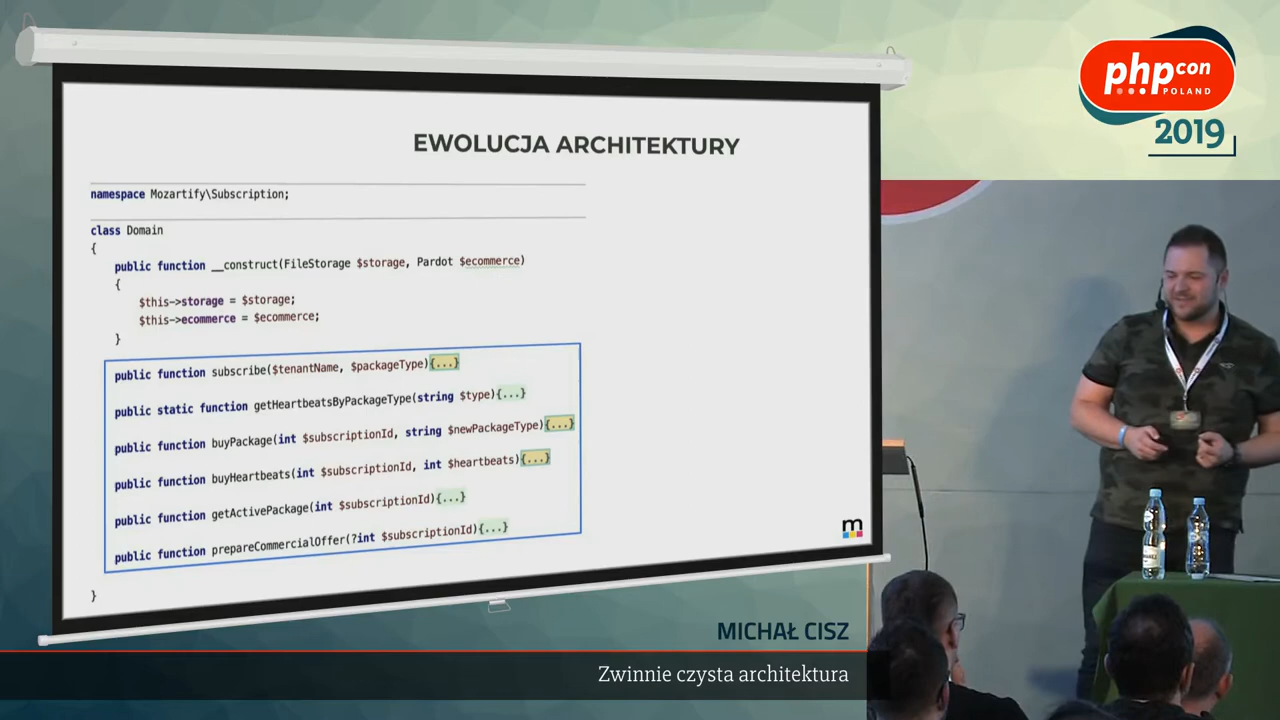 EWOLUCJA ARCHITEKTURY
namespace Mozartify\Subscription;
class Domain
{
public function __construct(FileStorage $storage, Pardot $ecommerce)
{
$this->storage = $storage;
$this->ecommerce = $ecommerce;
}
public function subscribe($tenantName, $packageType){...}
public static function getHeartbeatsByPackageType(string $type){...}
public function buyPackage(int $subscriptionId, string $newPackageType){...}
public function buyHeartbeats(int $subscriptionId, int $heartbeats){...}
public function getActivePackage(int $subscriptionId){...}
public function prepareCommercialOffer(?int $subscriptionId){...}
}
m
phpcon
POLAND
2019
MICHAŁ CISZ
Zwinnie czysta architektura